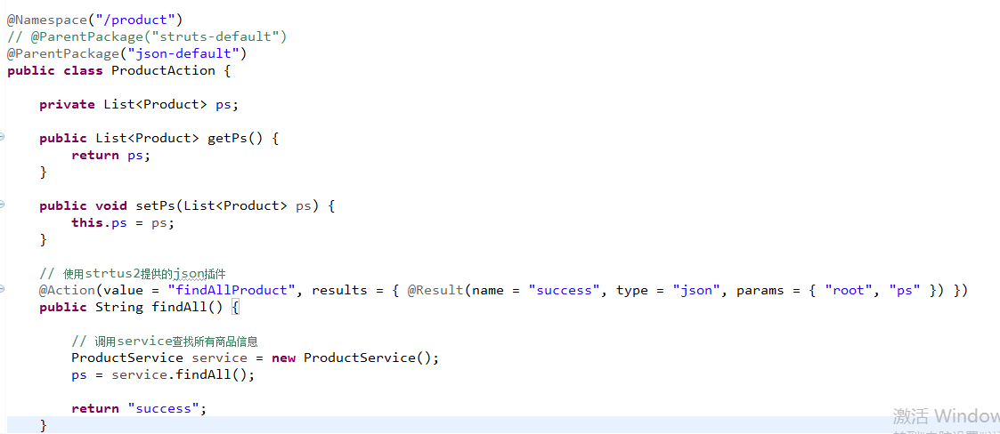 @Namespace("/product")
// @ParentPackage("struts-default")
@ParentPackage("json-default")
public class ProductAction {
private List<Product> ps;
public List<Product> getPs() {
return ps;
}
public void setPs(List<Product> ps) {
this.ps = ps;
}
// 使用strtus2提供的json插件
@Action(value = "findAllProduct", results = { @Result(name = "success", type = "json", params = { "root", "ps" }) })
public String findAll() {
// 调用service查找所有商品信息
ProductService service = new ProductService();
ps = service.findAll();
return "success";
}
激活 Window